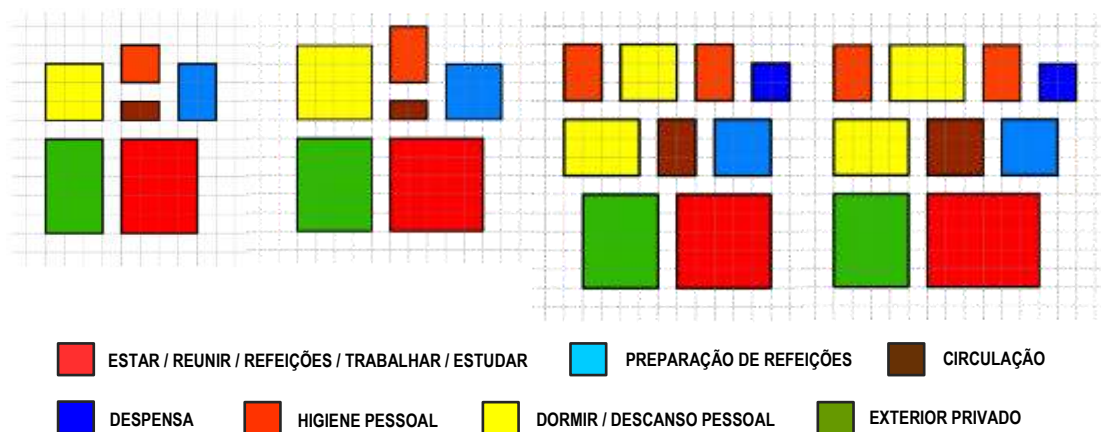 ESTAR / REUNIR / REFEIÇÕES / TRABALHAR / ESTUDAR
PREPARAÇÃO DE REFEIÇÕES
CIRCULAÇÃO
DESPENSA
HIGIENE PESSOAL
DORMIR / DESCANSO PESSOAL
EXTERIOR PRIVADO